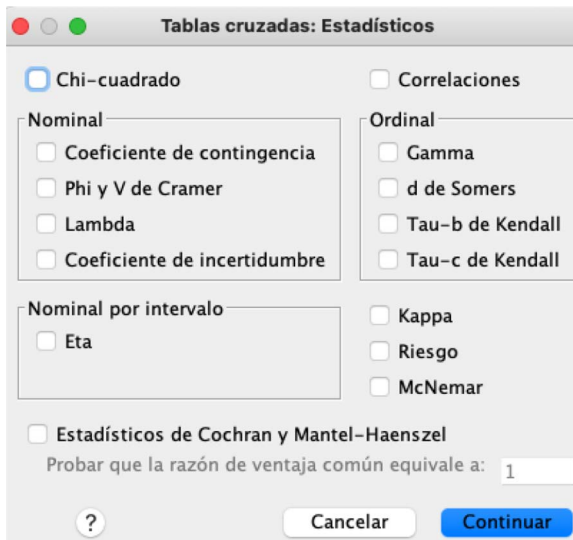 Tablas cruzadas: Estadísticos
Chi-cuadrado
Correlaciones
Nominal
Coeficiente de contingencia
Phi y V de Cramer
Lambda
Coeficiente de incertidumbre
Ordinal
Gamma
d de Somers
Tau-b de Kendall
Tau-c de Kendall
Nominal por intervalo
Eta
Kappa
Riesgo
McNemar
Estadísticos de Cochran y Mantel-Haenszel
Probar que la razón de ventaja común equivale a: 1
? Cancelar Continuar